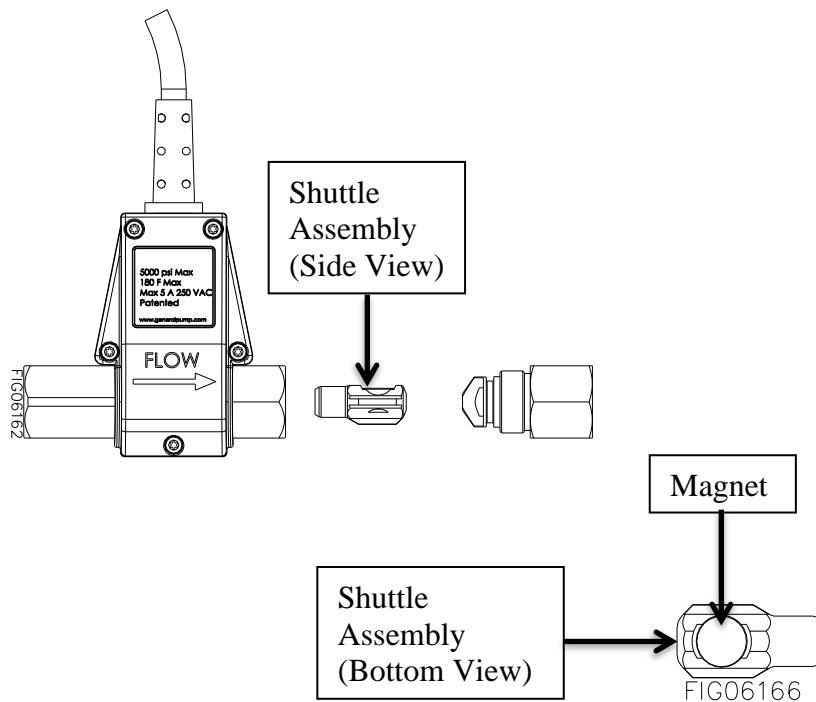 Shuttle
Assembly
(Side View)
5000 psi Max
180 F Max
Max 5 A 250 VAC
Patented
www.generalpump.com
FLOW
FIG06162
Magnet
Shuttle
Assembly
(Bottom View)
FIG06166